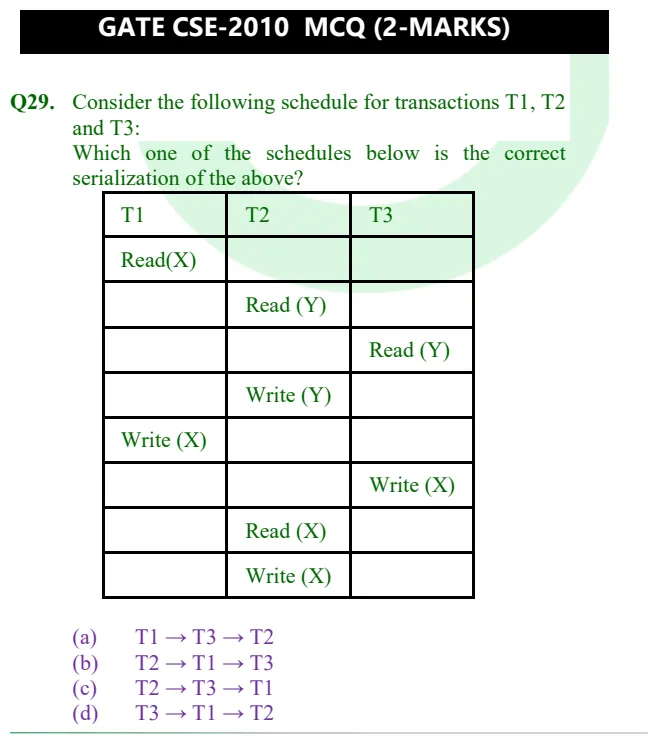 GATE CSE-2010 MCQ (2-MARKS)
Q29. Consider the following schedule for transactions T1, T2
and T3:
Which one of the schedules below is the correct
serialization of the above?
T1 T2 T3
Read(X)
Read (Y)
Read (Y)
Write (Y)
Write (X)
Write (X)
Read (X)
Write (X)
(a) T1 → T3 → T2
(b) T2 → T1 → T3
(c) T2 → T3 → T1
(d) T3 → T1 → T2